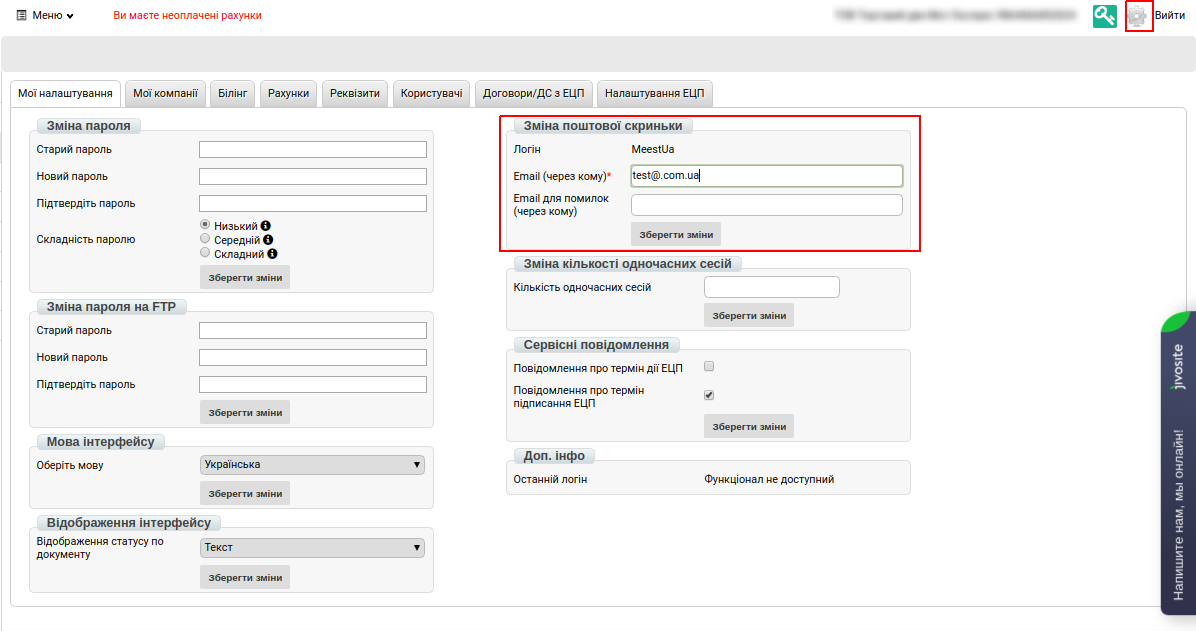 Меню
Ви маєте неоплачені рахунки
Вийти
Мої налаштування
Мої компанії
Білінг
Рахунки
Реквізити
Користувачі
Договори/ДС з ЕЦП
Налаштування ЕЦП
Зміна пароля
Старий пароль
Новий пароль
Підтвердіть пароль
Складність паролю
Низький
Середній
Складний
Зберегти зміни
Зміна пароля на FTP
Старий пароль
Новий пароль
Підтвердіть пароль
Зберегти зміни
Мова інтерфейсу
Оберіть мову
Українська
Зберегти зміни
Відображення інтерфейсу
Відображення статусу по
документу
Текст
Зберегти зміни
Зміна поштової скриньки
Логін
MeestUa
Email (через кому)*
test@.com.ua
Email для помилок
(через кому)
Зберегти зміни
Зміна кількості одночасних сесій
Кількість одночасних сесій
Зберегти зміни
Сервісні повідомлення
Повідомлення про термін дії ЕЦП
Повідомлення про термін
підписання ЕЦП
Зберегти зміни
Доп. інфо
Останній логін
Функціонал не доступний
jivosite
Напишите нам, мы онлайн!